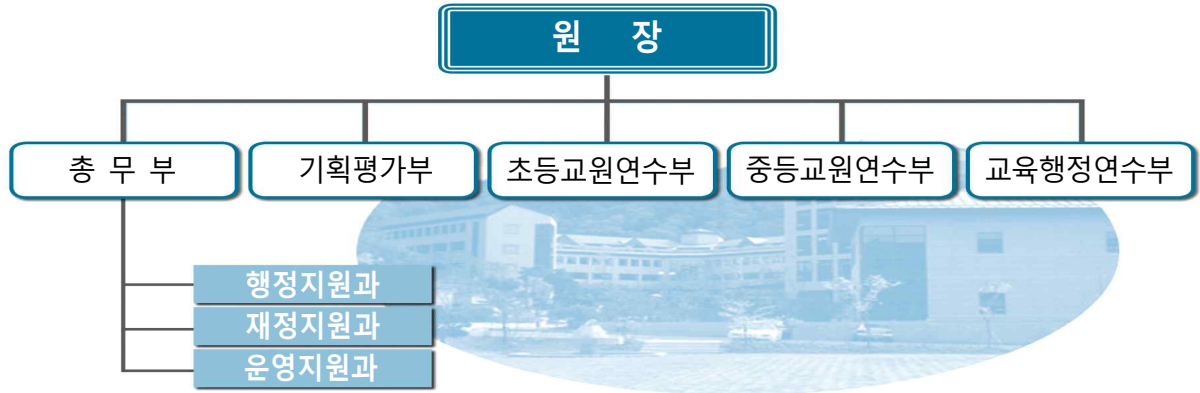 원 장
총 무 부
기획평가부
초등교원연수부
중등교원연수부
교육행정연수부
행정지원과
재정지원과
운영지원과